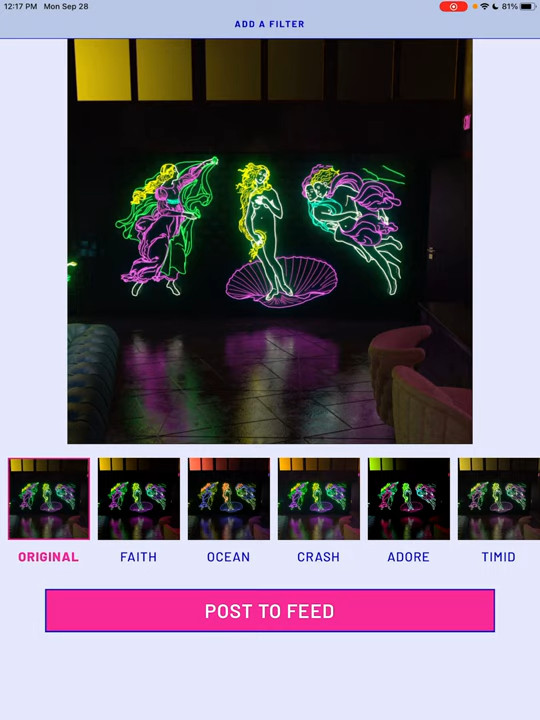 12:17 PM Mon Sep 28
81%
ADD A FILTER
ORIGINAL
FAITH
OCEAN
CRASH
ADORE
TIMID
POST TO FEED